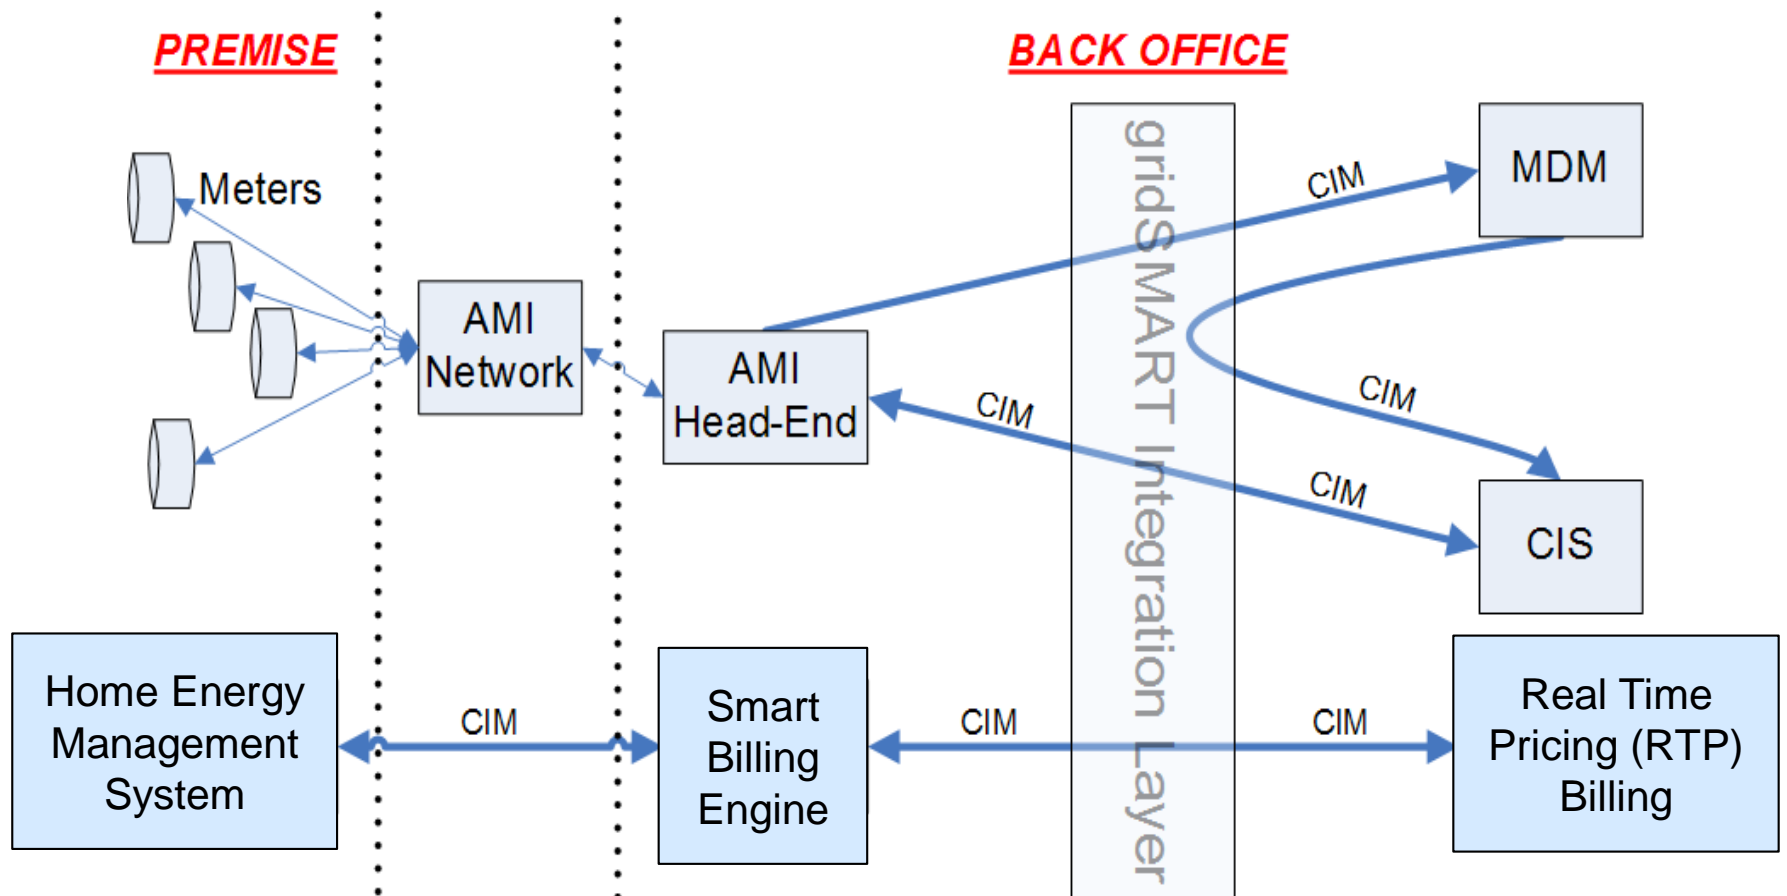 PREMISE
BACK OFFICE
Meters
AMI
Network
AMI
Head-End
gridSMART Integration Layer
CIM
MDM
CIM
CIM
CIM
CIS
Home Energy
Management
System
CIM
Smart
Billing
Engine
CIM
CIM
Real Time
Pricing (RTP)
Billing